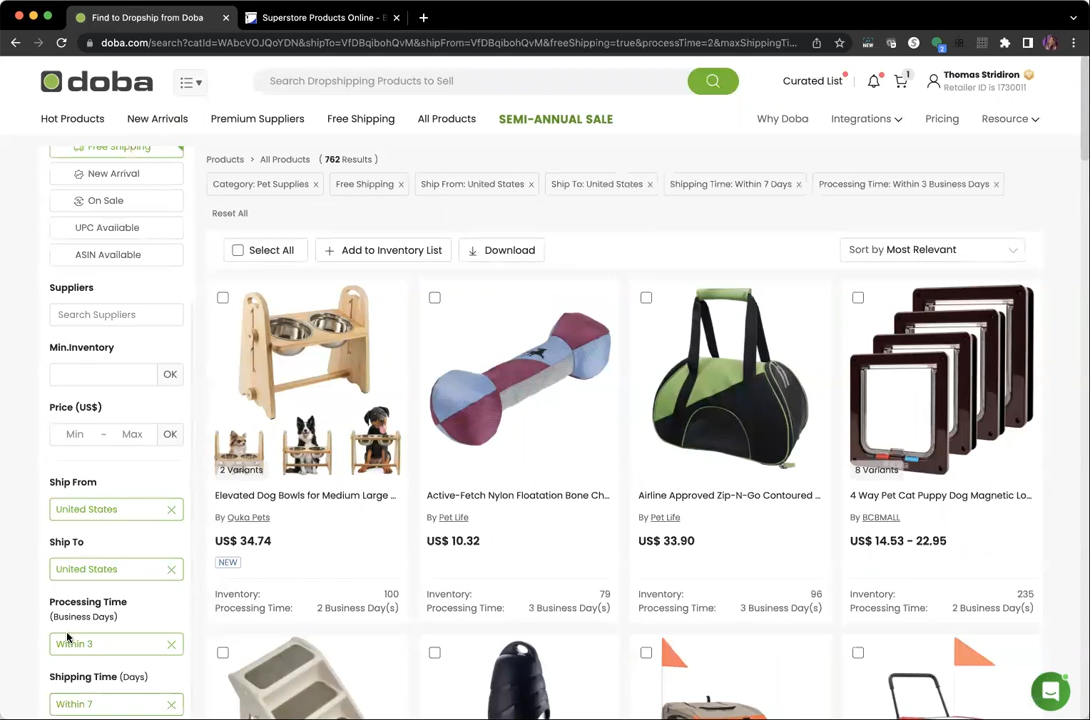 Find to Dropship from Doba
Superstore Products Online - E
doba.com/search?catId=WAbcVOJQoYDN&shipTo=VfDBqibohQvM&shipFrom=VfDBqibohQvM&freeShipping=true&processTime=2&maxShippingTi...
NEW
2
doba
Search Dropshipping Products to Sell
Curated List
1
Thomas Stridiron
Retailer ID is 1730011
Hot Products New Arrivals Premium Suppliers Free Shipping All Products SEMI-ANNUAL SALE Why Doba Integrations Pricing Resource
Free Shipping
New Arrival
On Sale
UPC Available
ASIN Available
Suppliers
Search Suppliers
Min.Inventory
OK
Price (US$)
Min - Max OK
Ship From
United States
Ship To
United States
Processing Time
(Business Days)
Within 3
Shipping Time (Days)
Within 7
Products > All Products ( 762 Results )
Category: Pet Supplies × Free Shipping × Ship From: United States × Ship To: United States × Shipping Time: Within 7 Days × Processing Time: Within 3 Business Days ×
Reset All
Select All + Add to Inventory List Download
Sort by Most Relevant
2 Variants
Elevated Dog Bowls for Medium Large ...
By Quka Pets
US$ 34.74
NEW
Inventory: 100
Processing Time: 2 Business Day(s)
Active-Fetch Nylon Floatation Bone Ch...
By Pet Life
US$ 10.32
Inventory: 79
Processing Time: 3 Business Day(s)
Airline Approved Zip-N-Go Contoured ...
By Pet Life
US$ 33.90
Inventory: 96
Processing Time: 3 Business Day(s)
8 Variants
4 Way Pet Cat Puppy Dog Magnetic Lo...
By BCBMALL
US$ 14.53 - 22.95
Inventory: 235
Processing Time: 2 Business Day(s)